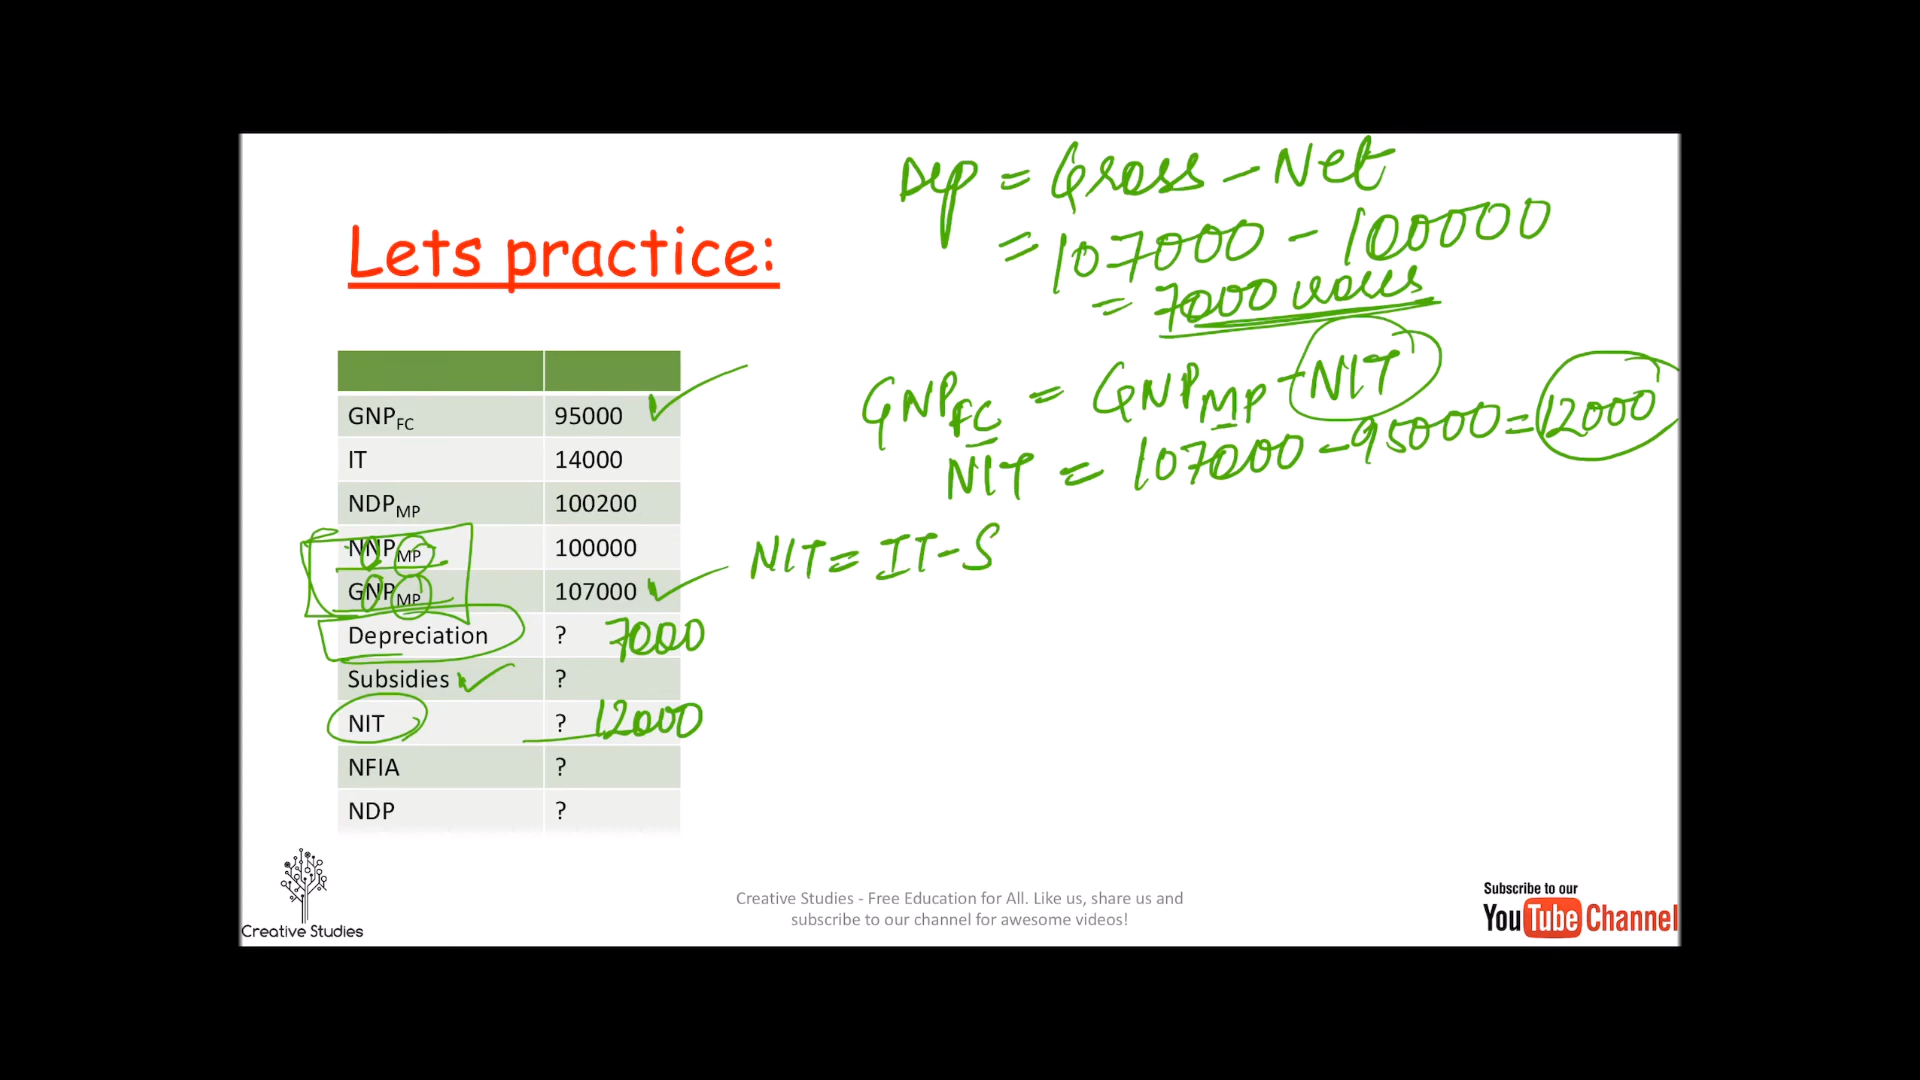 Dep = Gross - Net
= 107000 - 100000
= 7000
Lets practice:
GNPFC = GNPMP - NIT
NIT = 107000 - 95000 = 12000
GNPFC 95000
IT 14000
NDPMP 100200
NNPMP 100000
NIT = IT - S
GNPMP 107000
Depreciation ? 7000
Subsidies ?
NIT ? 12000
NFIA ?
NDP ?
Creative Studies
Creative Studies - Free Education for All. Like us, share us and
subscribe to our channel for awesome videos!
Subscribe to our
YouTube Channel